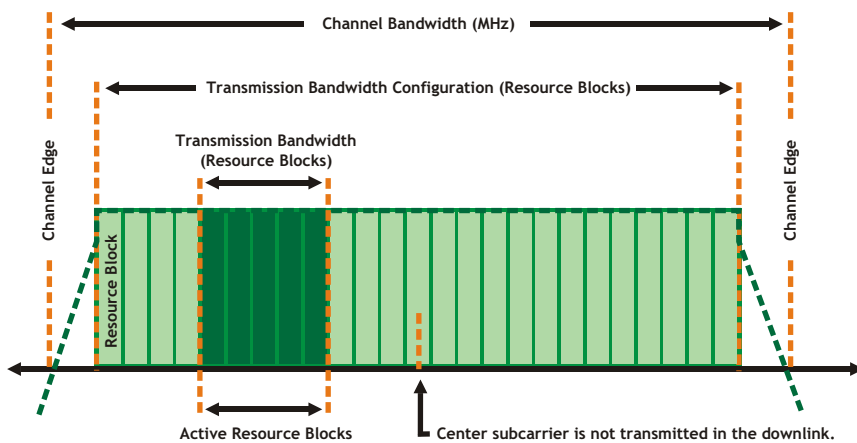 Channel Bandwidth (MHz)
Transmission Bandwidth Configuration (Resource Blocks)
Transmission Bandwidth
(Resource Blocks)
Channel Edge
Channel Edge
Resource Block
Active Resource Blocks
Center subcarrier is not transmitted in the downlink.